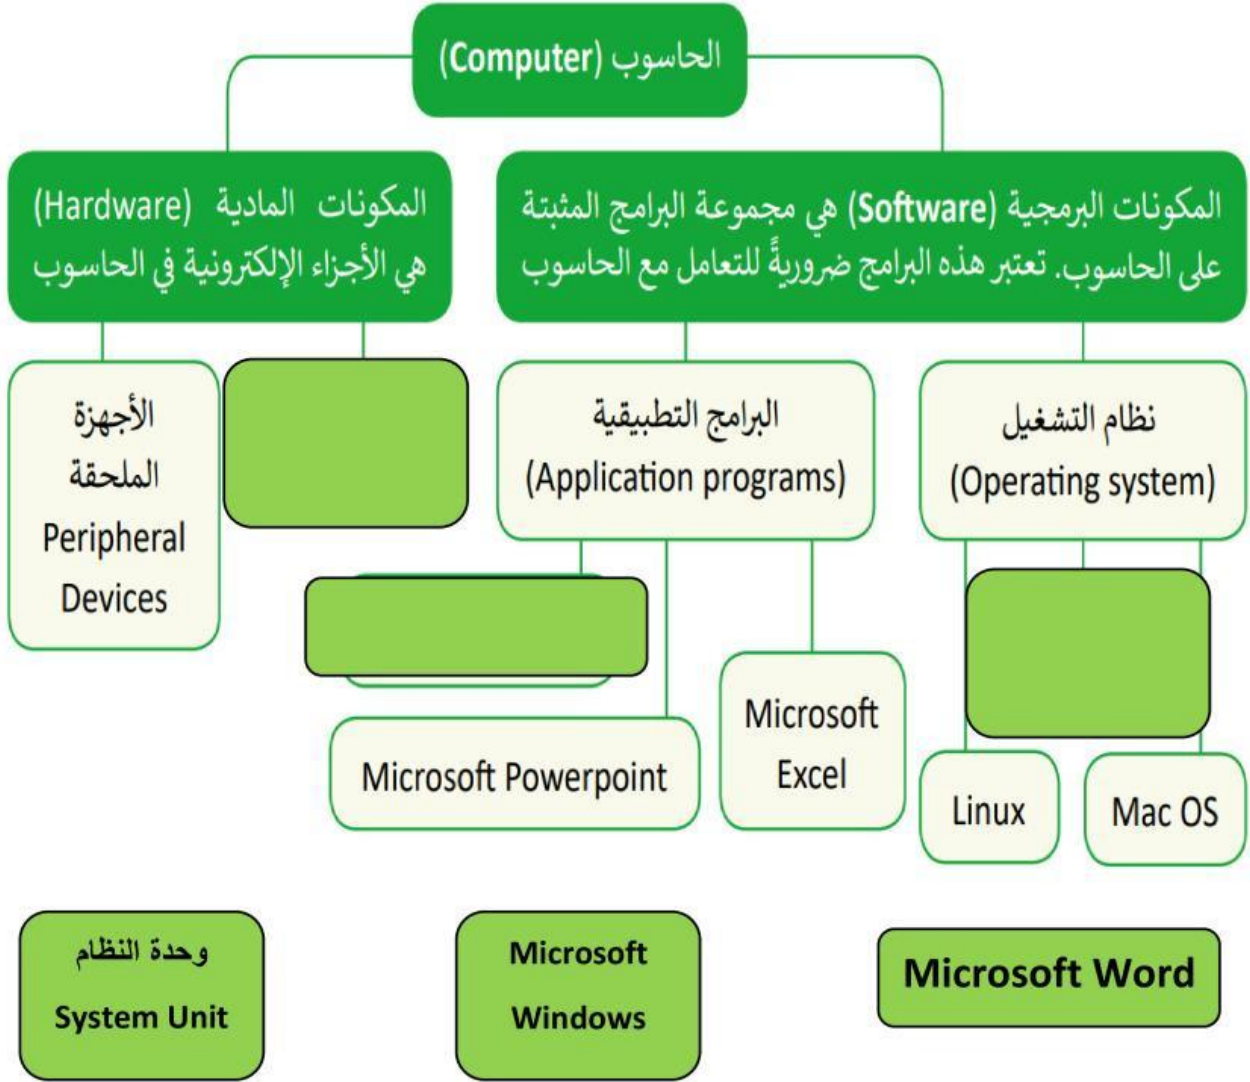 الحاسوب (Computer)
المكونات البرمجية (Software) هي مجموعة البرامج المثبتة
على الحاسوب. تعتبر هذه البرامج ضروريةً للتعامل مع الحاسوب
المكونات المادية (Hardware)
هي الأجزاء الإلكترونية في الحاسوب
نظام التشغيل
(Operating system)
البرامج التطبيقية
(Application programs)
الأجهزة
الملحقة
Peripheral
Devices
Microsoft
Excel
Microsoft Powerpoint
Mac OS
Linux
Microsoft Word
Microsoft
Windows
وحدة النظام
System Unit